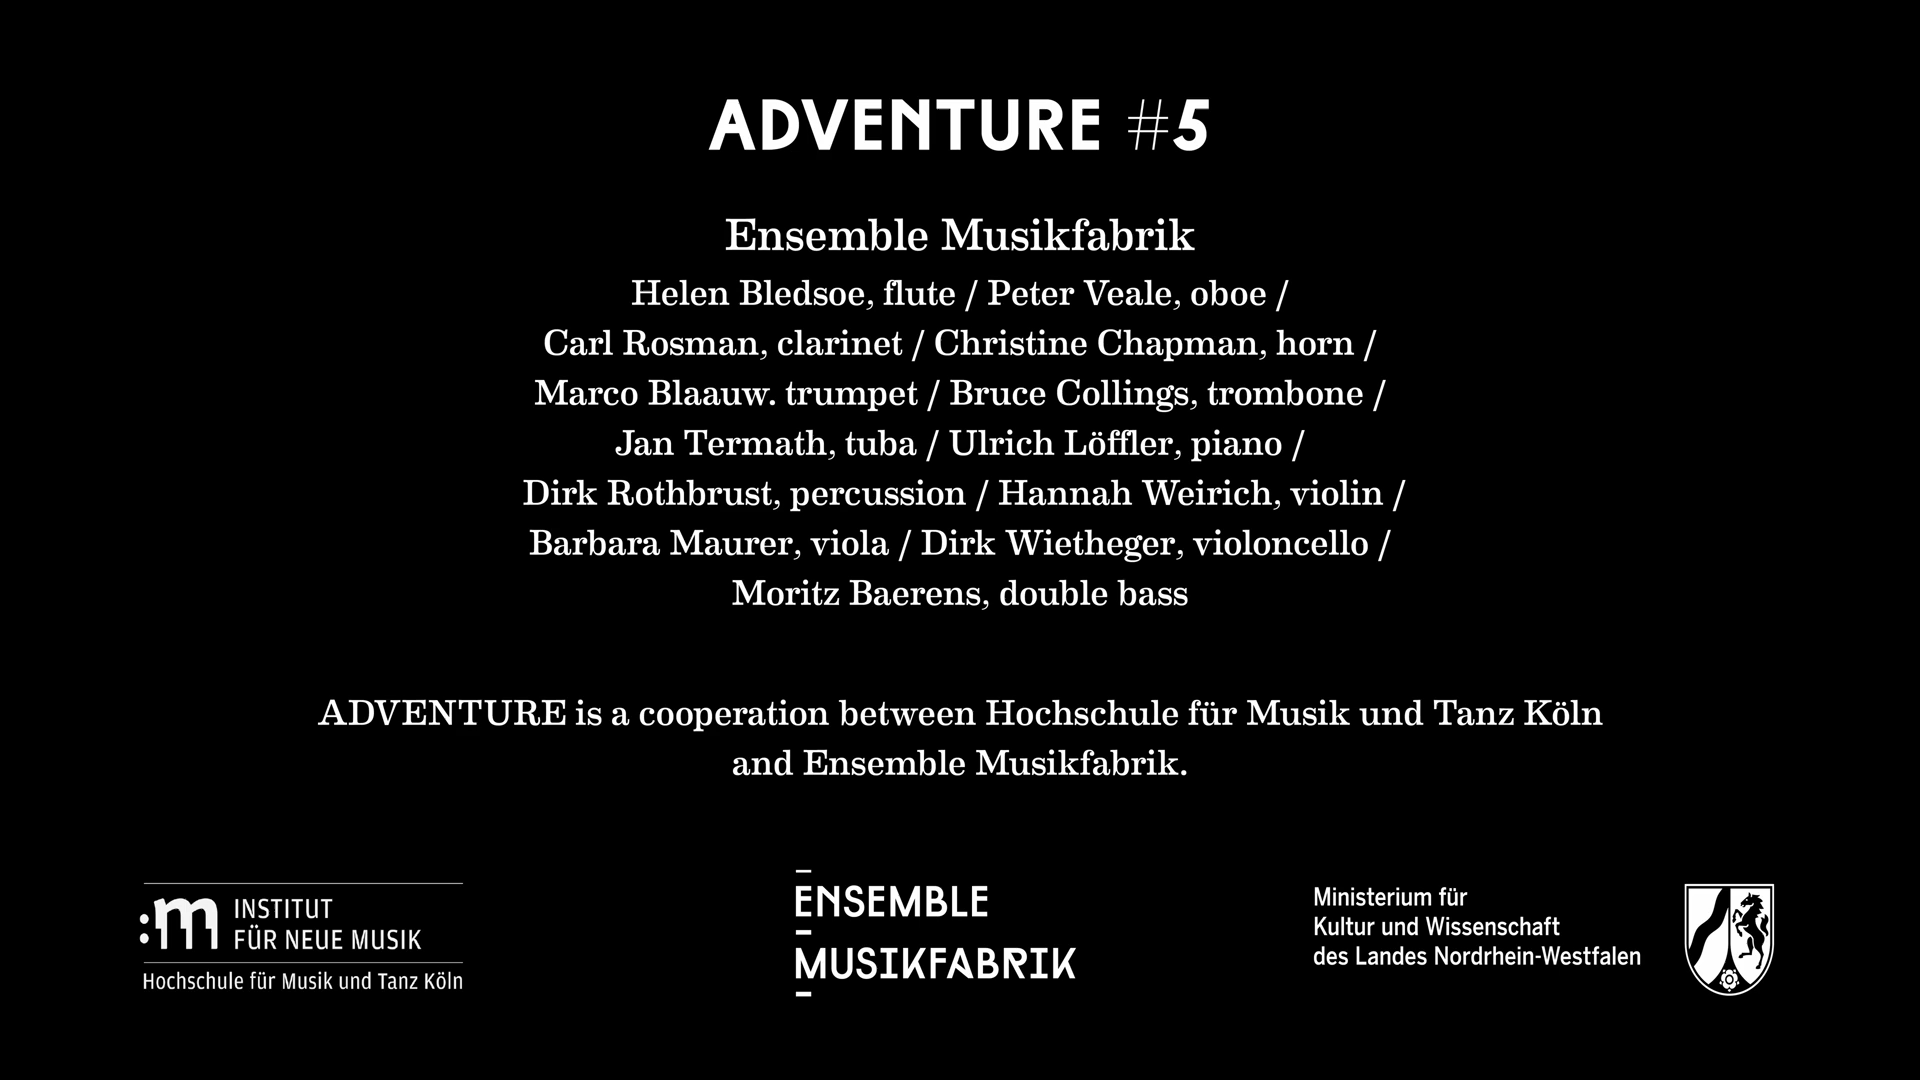 ADVENTURE #5
Ensemble Musikfabrik
Helen Bledsoe, flute / Peter Veale, oboe /
Carl Rosman, clarinet / Christine Chapman, horn /
Marco Blaauw. trumpet / Bruce Collings, trombone /
Jan Termath, tuba / Ulrich Löffler, piano /
Dirk Rothbrust, percussion / Hannah Weirich, violin /
Barbara Maurer, viola / Dirk Wietheger, violoncello /
Moritz Baerens, double bass
ADVENTURE is a cooperation between Hochschule für Musik und Tanz Köln
and Ensemble Musikfabrik.
:m INSTITUT
FÜR NEUE MUSIK
Hochschule für Musik und Tanz Köln
ENSEMBLE
MUSIKFABRIK
Ministerium für
Kultur und Wissenschaft
des Landes Nordrhein-Westfalen